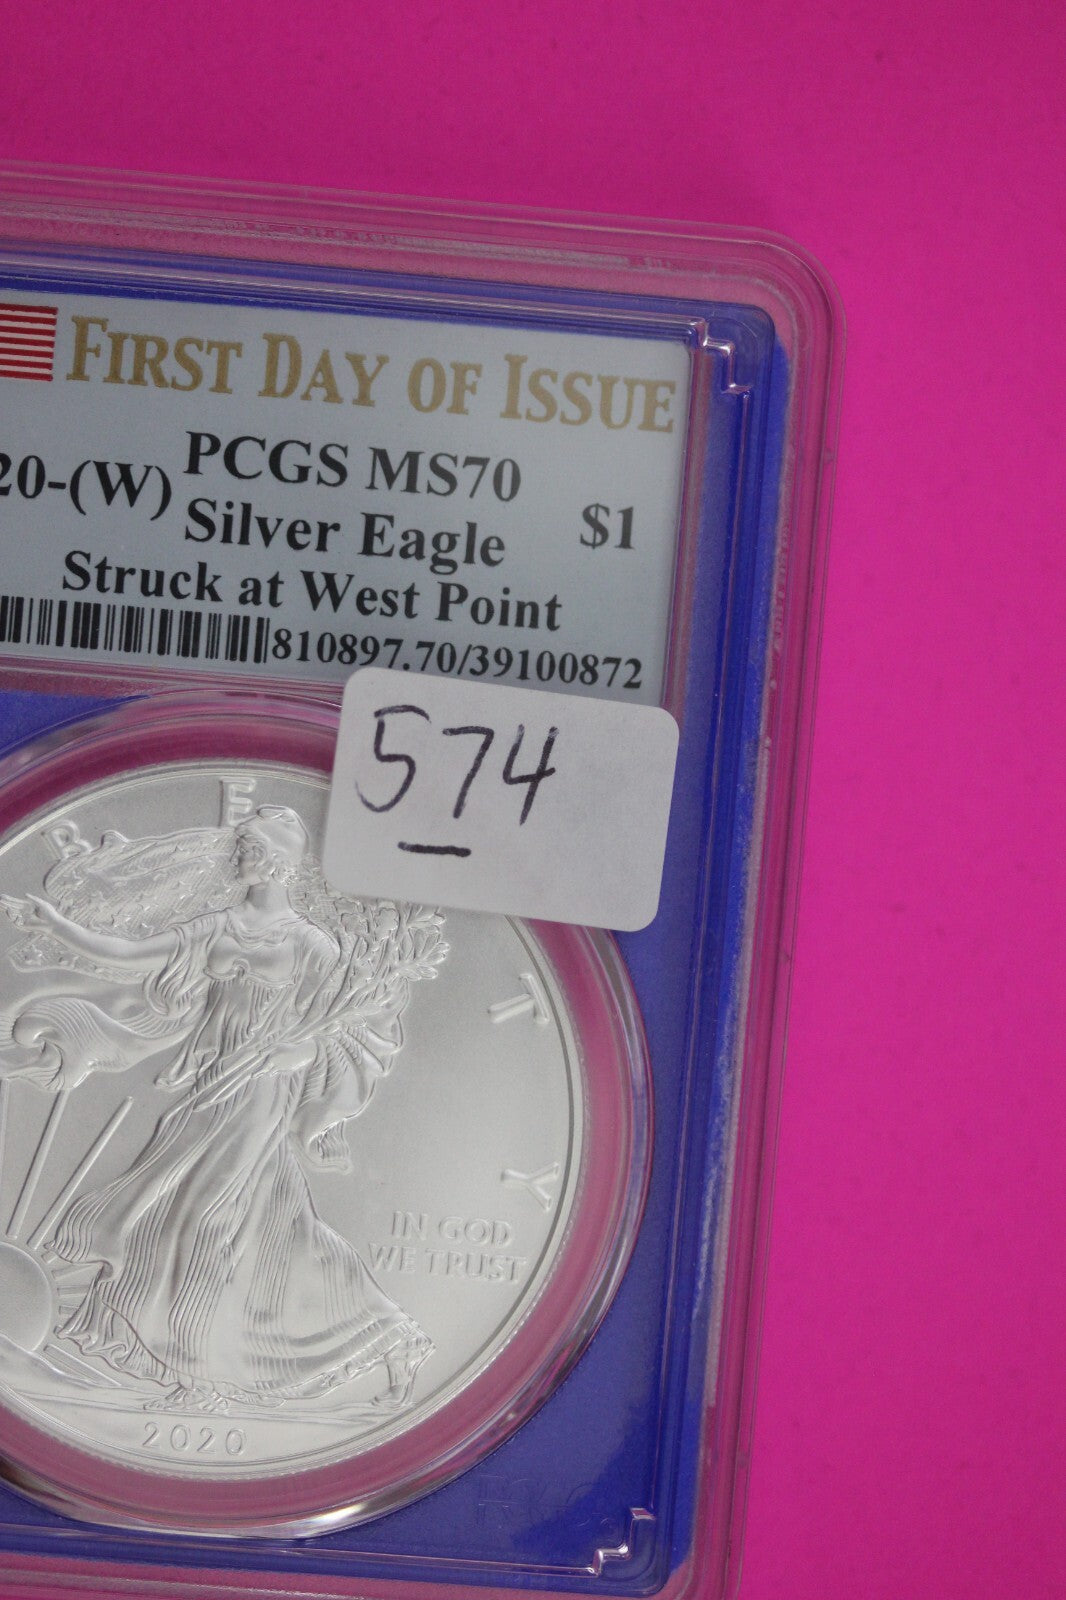 FIRST DAY OF ISSUE
PCGS MS70
20-(W) Silver Eagle $1
Struck at West Point
810897.70/39100872
574
B E T Y
IN GOD
WE TRUST
2020